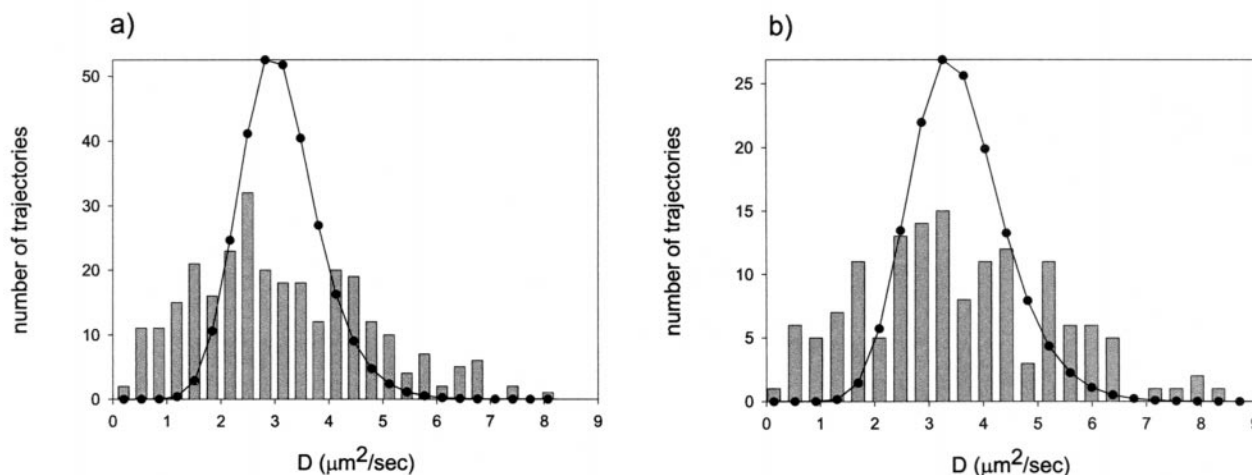 a)
number of trajectories
50
40
30
20
10
0
0 1 2 3 4 5 6 7 8 9
D (μm²/sec)
b)
number of trajectories
25
20
15
10
5
0
0 1 2 3 4 5 6 7 8 9
D (μm²/sec)